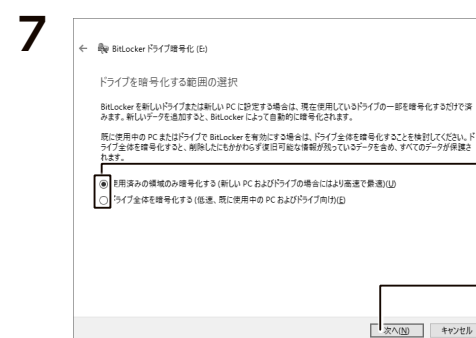 7
← BitLocker ドライブ暗号化 (E:)
ドライブを暗号化する範囲の選択
BitLocker を新しいドライブまたは新しい PC に設定する場合は、現在使用しているドライブの一部を暗号化するだけで済
みます。新しいデータを追加すると、BitLocker によって自動的に暗号化されます。
既に使用中の PC またはドライブで BitLocker を有効にする場合は、ドライブ全体を暗号化することを検討してください。ド
ライブ全体を暗号化すると、削除したにもかかわらず復旧可能な情報が残っているデータを含め、すべてのデータが保護さ
れます。
使用済みの領域のみ暗号化する (新しい PC およびドライブの場合にはより高速で最適)(U)
ドライブ全体を暗号化する (低速、既に使用中の PC およびドライブ向け)(E)
次へ(N) キャンセル